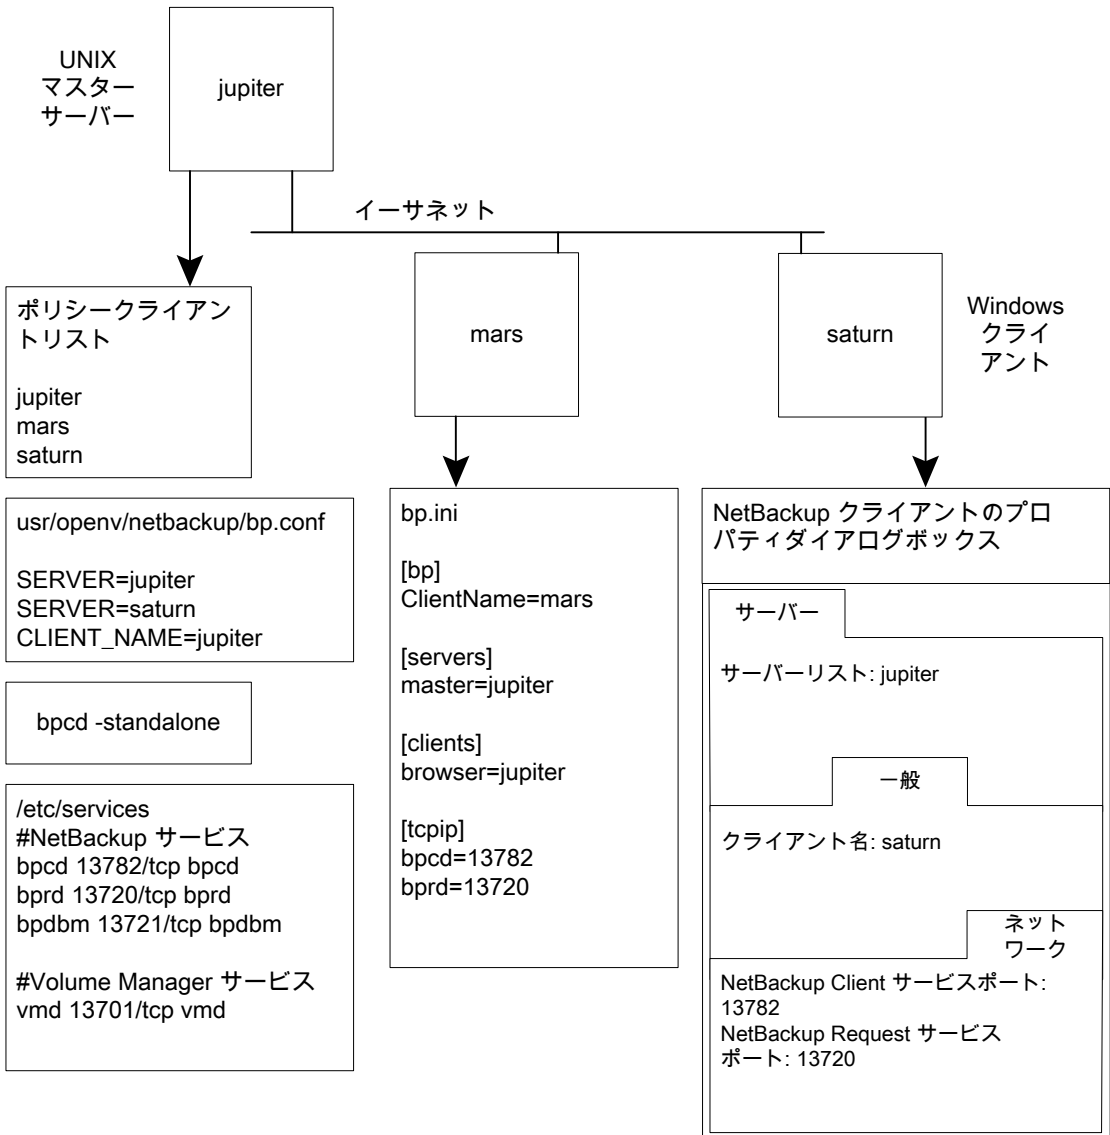 UNIX
マスター
サーバー
jupiter
イーサネット
ポリシークライアン
トリスト
jupiter
mars
saturn
mars
saturn
Windows
クライ
アント
usr/openv/netbackup/bp.conf
SERVER=jupiter
SERVER=saturn
CLIENT_NAME=jupiter
bpcd -standalone
/etc/services
#NetBackup サービス
bpcd 13782/tcp bpcd
bprd 13720/tcp bprd
bpdbm 13721/tcp bpdbm
#Volume Manager サービス
vmd 13701/tcp vmd
bp.ini
[bp]
ClientName=mars
[servers]
master=jupiter
[clients]
browser=jupiter
[tcpip]
bpcd=13782
bprd=13720
NetBackup クライアントのプロ
パティダイアログボックス
サーバー
サーバーリスト: jupiter
一般
クライアント名: saturn
ネット
ワーク
NetBackup Client サービスポート:
13782
NetBackup Request サービス
ポート: 13720